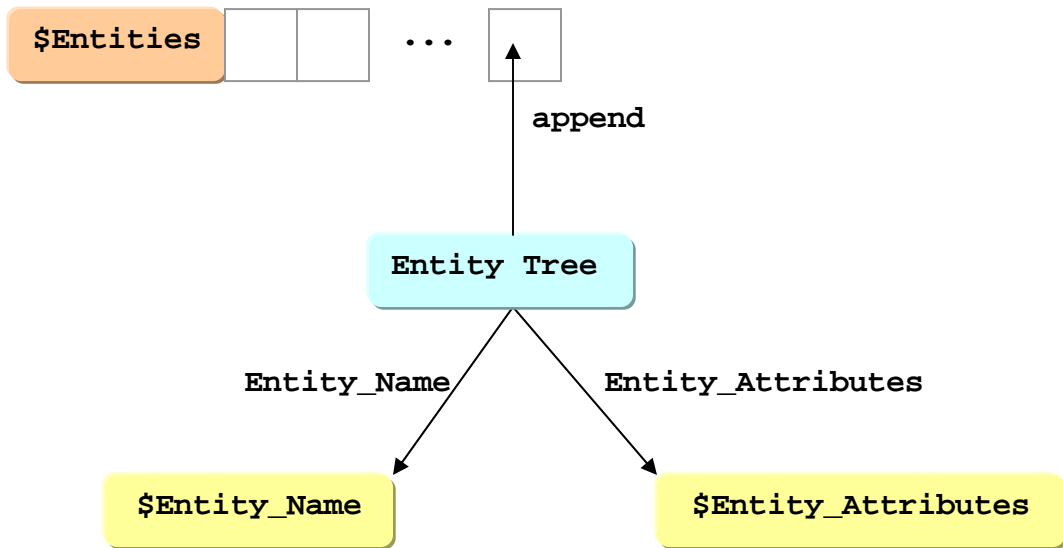 $Entities ...
append
Entity Tree
Entity_Name Entity_Attributes
$Entity_Name $Entity_Attributes